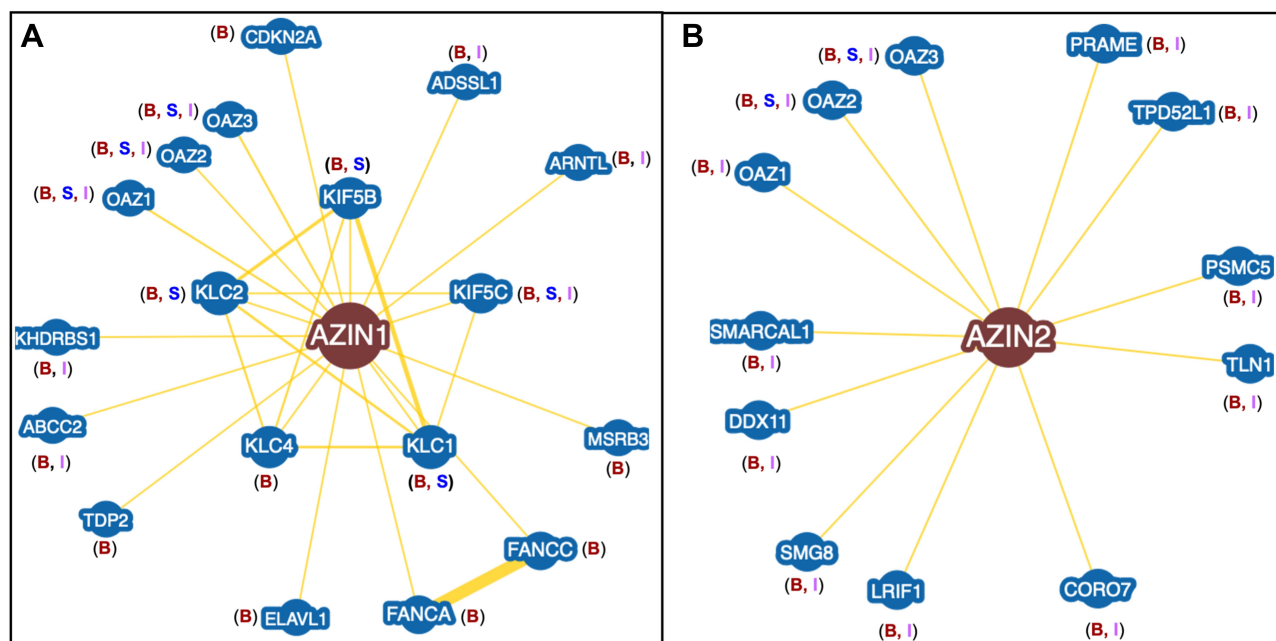 A
(B) CDKN2A
(B, I)
ADSSL1
(B, S, I) OAZ3
(B, S, I) OAZ2
(B, S, I) OAZ1
(B, S)
KIF5B
ARNTL (B, I)
(B, S) KLC2
KIF5C (B, S, I)
AZIN1
KHDRBS1
(B, I)
ABCC2
(B, I)
KLC4
(B)
KLC1
(B, S)
MSRB3
(B)
TDP2
(B)
FANCC (B)
(B) ELAVL1
FANCA (B)
B
PRAME (B, I)
(B, S, I) OAZ3
(B, S, I) OAZ2
TPD52L1 (B, I)
(B, I) OAZ1
PSMC5
(B, I)
SMARCAL1
(B, I)
AZIN2
TLN1
(B, I)
DDX11
(B, I)
SMG8
(B, I)
LRIF1
(B, I)
CORO7
(B, I)